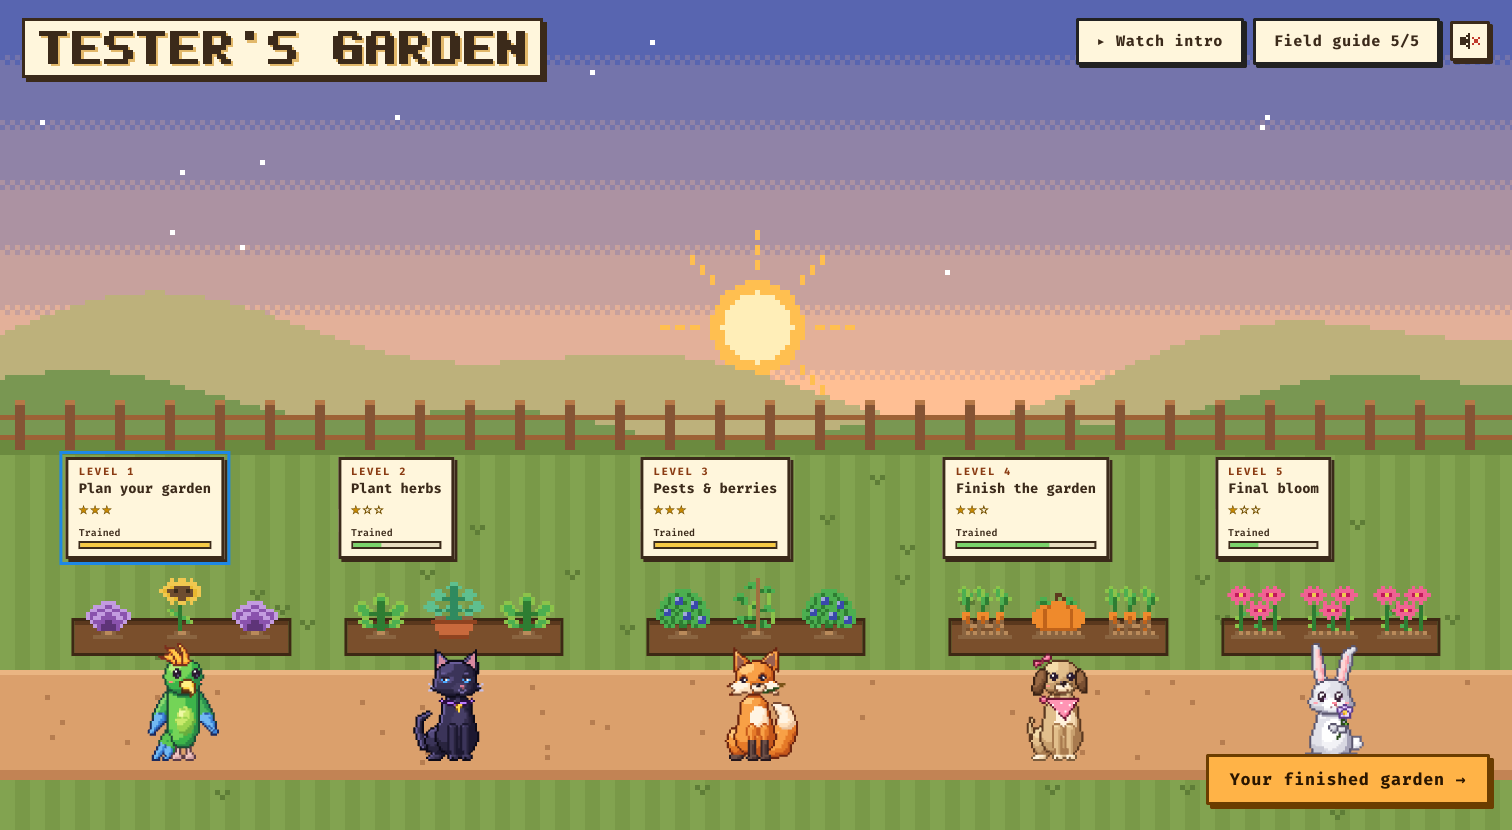 TESTER'S GARDEN
▸ Watch intro
Field guide 5/5
LEVEL 1
Plan your garden
★★★
Trained
LEVEL 2
Plant herbs
★☆☆
Trained
LEVEL 3
Pests & berries
★★★
Trained
LEVEL 4
Finish the garden
★★☆
Trained
LEVEL 5
Final bloom
★☆☆
Trained
Your finished garden →